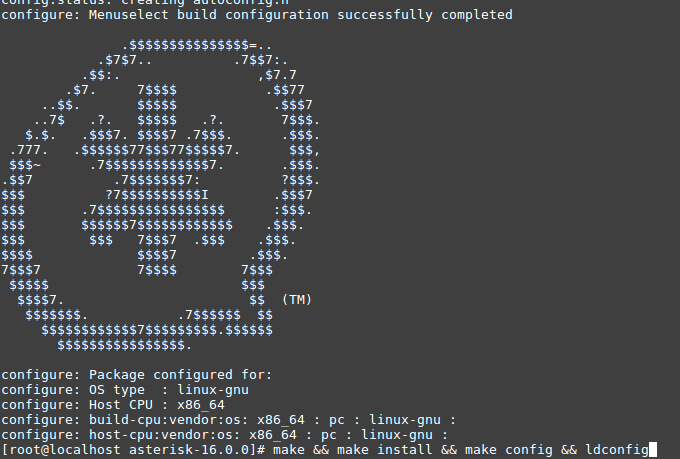 config.status: creating autoconfig.h
configure: Menuselect build configuration successfully completed

               .$$$$$$$$$$$$$$$=..
            .$7$7..          .7$$7:.
          .$$:.                 ,$7.7
        .$7.     7$$$$           .$$77
     ..$$.       $$$$$            .$$$7
    ..7$   .?.   $$$$$   .?.       7$$$.
   $.$.   .$$$7. $$$$7 .7$$$.      .$$$.
 .777.   .$$$$$$77$$$77$$$$$7.      $$$,
 $$$~      .7$$$$$$$$$$$$$7.       .$$$.
.$$7          .7$$$$$$$7:          ?$$$.
$$$          ?7$$$$$$$$$$I        .$$$7
$$$       .7$$$$$$$$$$$$$$$$      :$$$.
$$$       $$$$$$7$$$$$$$$$$$$    .$$$.
$$$        $$$   7$$$7  .$$$    .$$$.
$$$$             $$$$7         .$$$.
7$$$7            7$$$$        7$$$
 $$$$$                        $$$
  $$$$7.                       $$  (TM)
   $$$$$$$.           .7$$$$$$  $$
     $$$$$$$$$$$$7$$$$$$$$$.$$$$$$
       $$$$$$$$$$$$$$$$.

configure: Package configured for:
configure: OS type  : linux-gnu
configure: Host CPU : x86_64
configure: build-cpu:vendor:os: x86_64 : pc : linux-gnu :
configure: host-cpu:vendor:os: x86_64 : pc : linux-gnu :
[root@localhost asterisk-16.0.0]# make && make install && make config && ldconfig